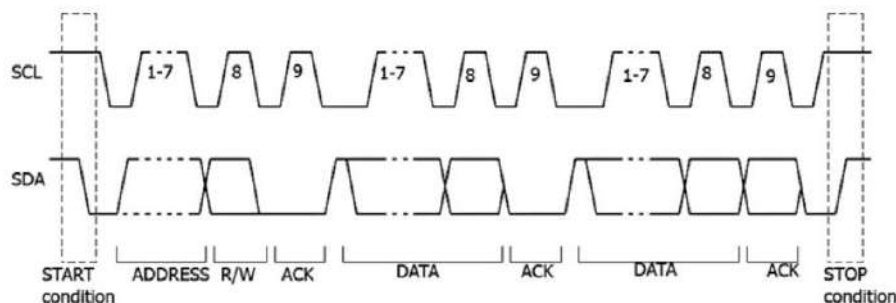 SCL
1-7 8 9 1-7 8 9 1-7 8 9
SDA
START ADDRESS R/W ACK DATA ACK DATA ACK STOP
condition condition